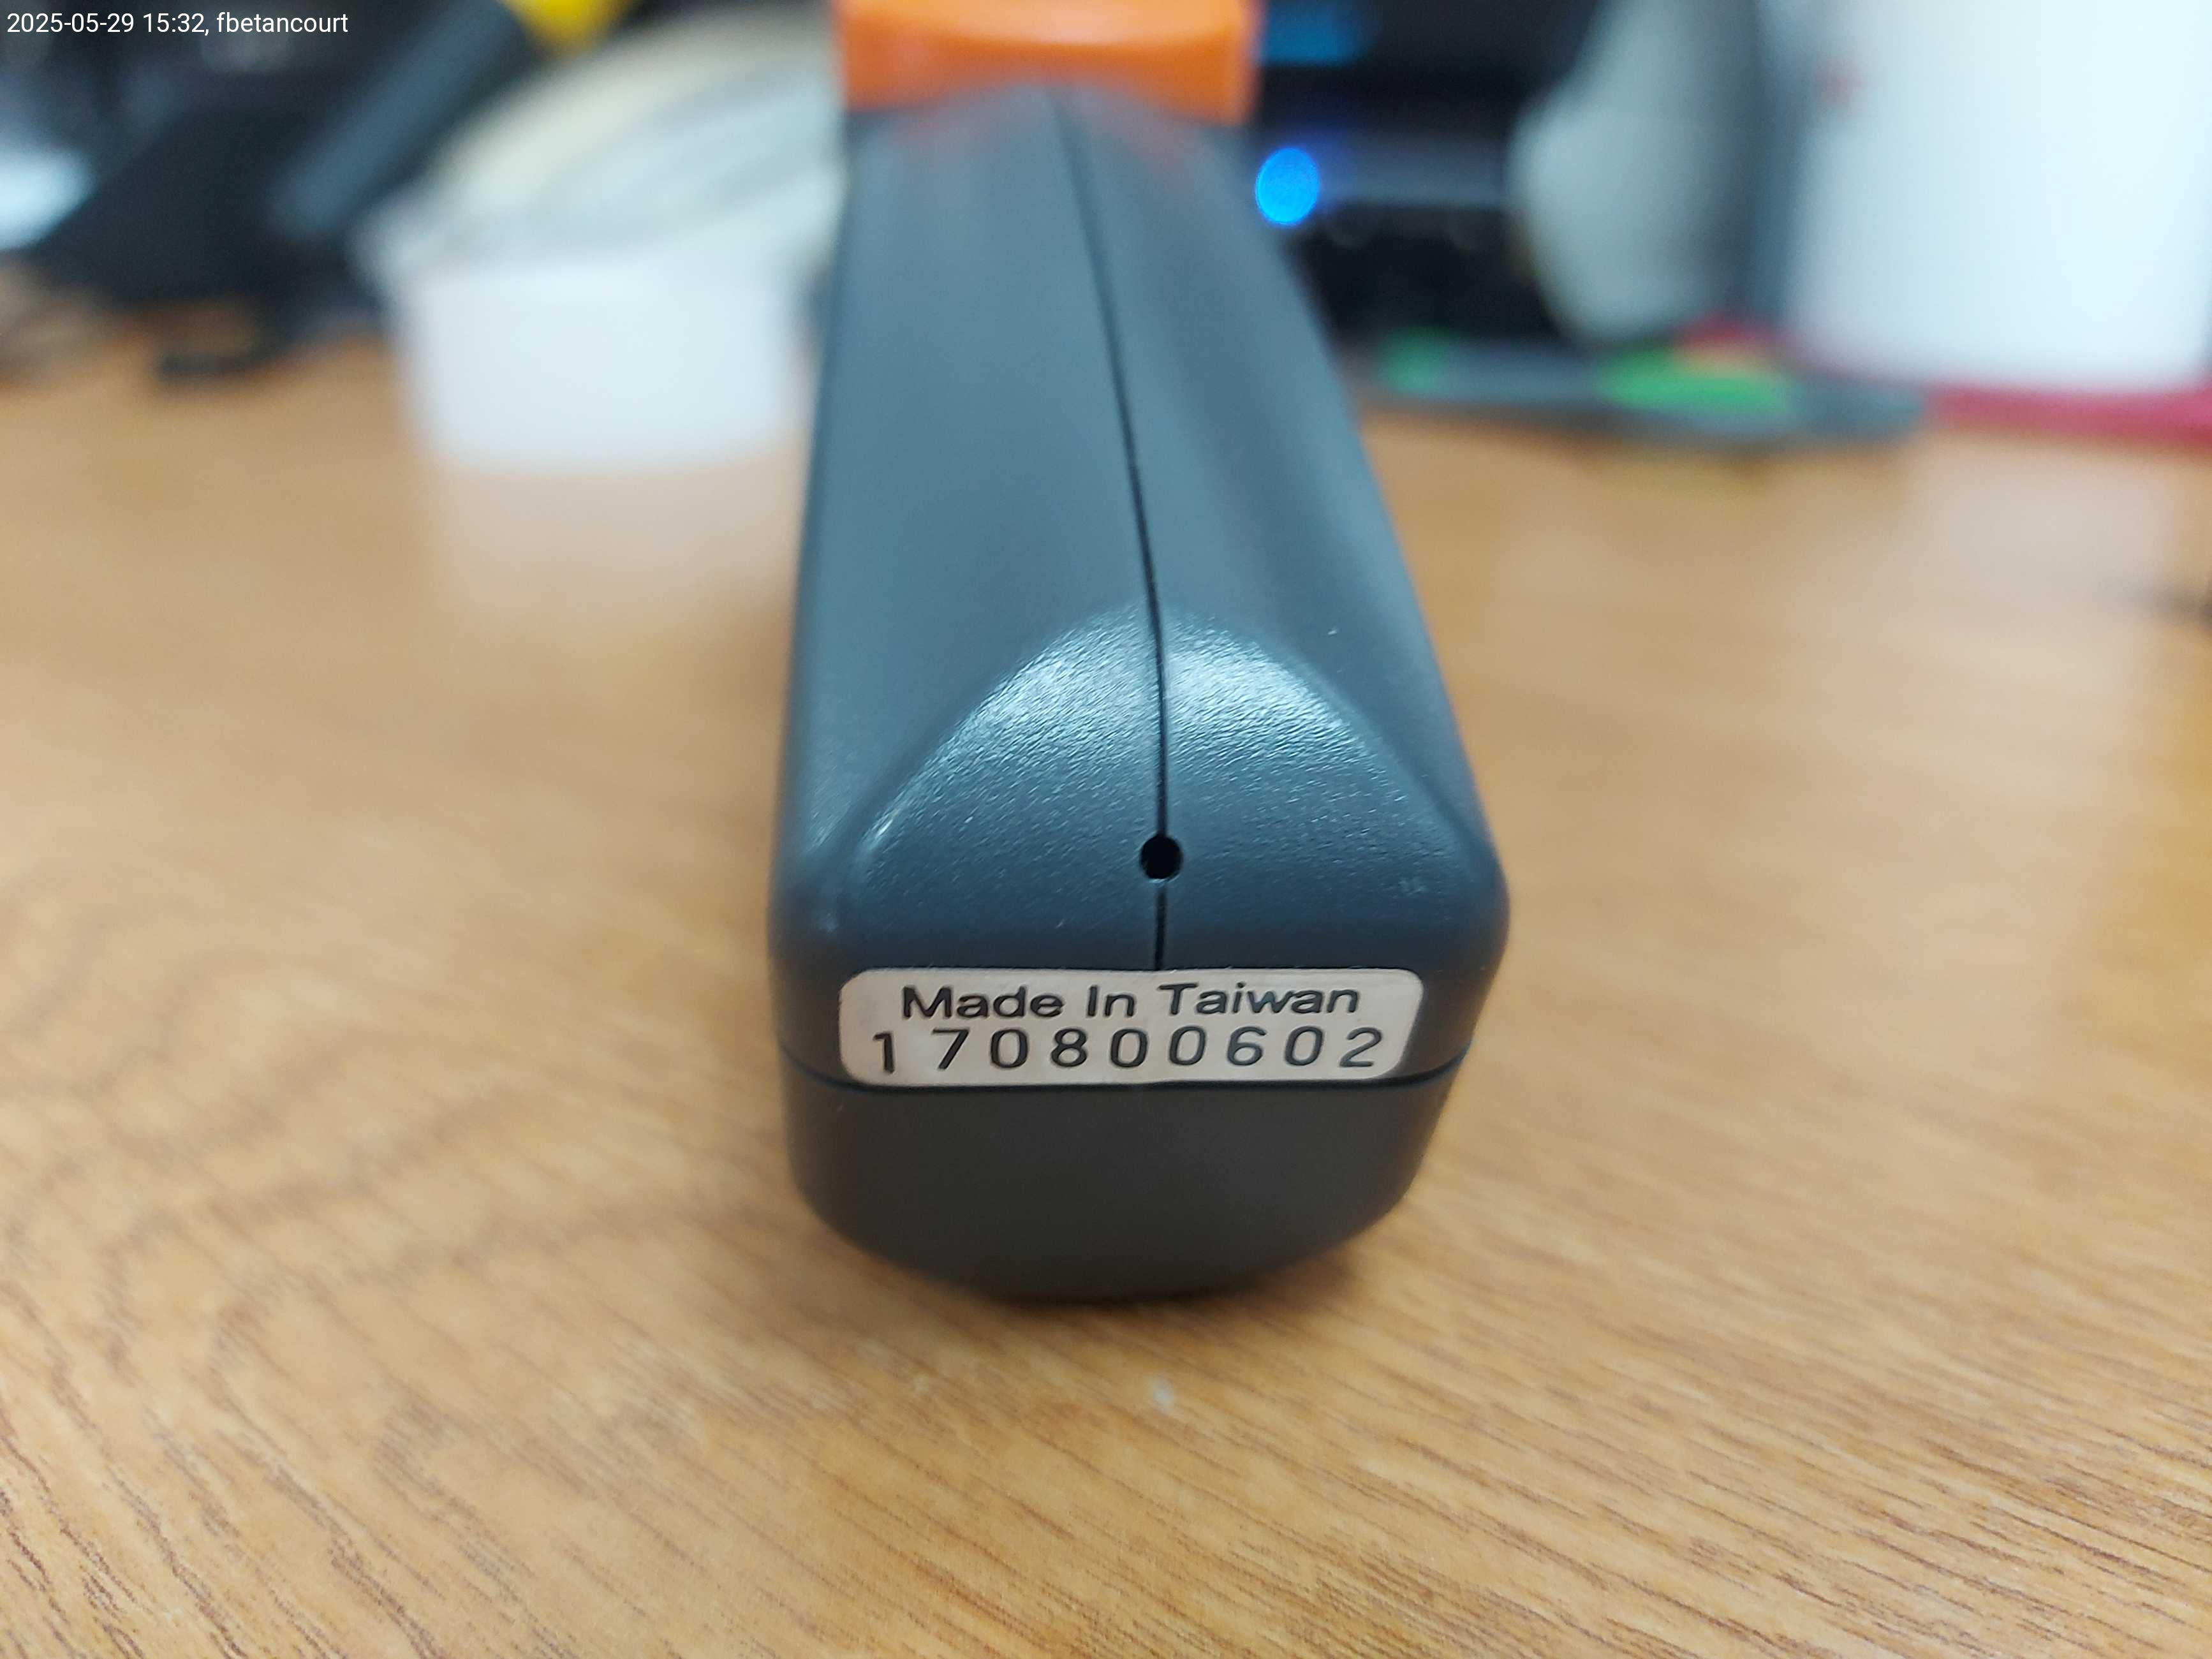 2025-05-29 15:32, fbetancourt
Made In Taiwan
170800602